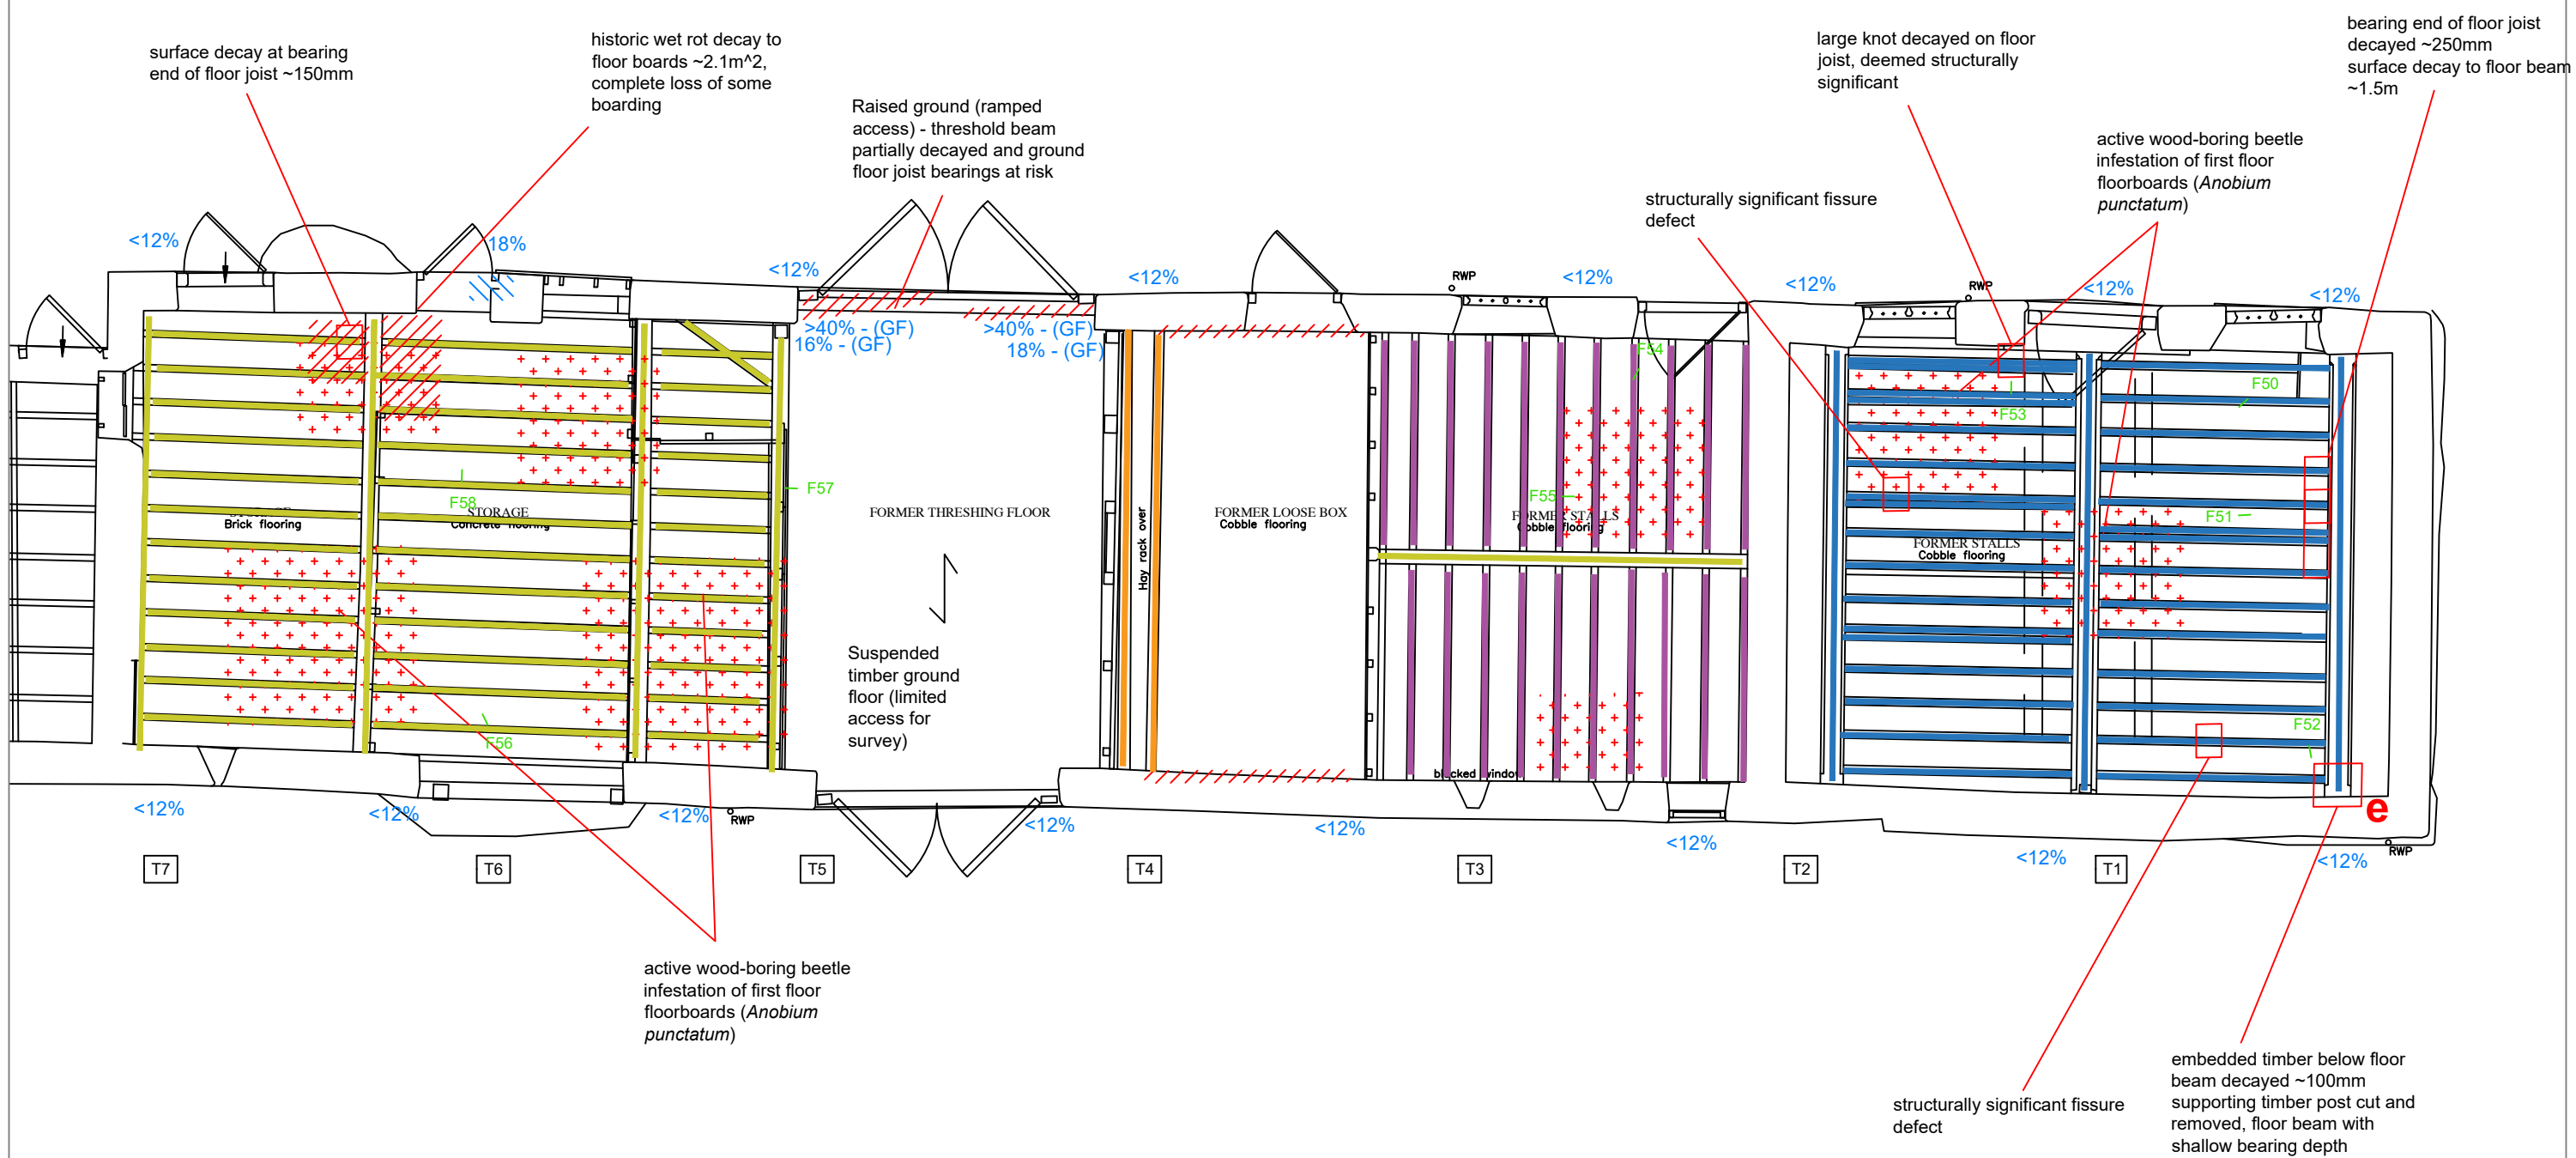 surface decay at bearing
end of floor joist ~150mm
historic wet rot decay to
floor boards ~2.1m^2,
complete loss of some
boarding
Raised ground (ramped
access) - threshold beam
partially decayed and ground
floor joist bearings at risk
large knot decayed on floor
joist, deemed structurally
significant
bearing end of floor joist
decayed ~250mm
surface decay to floor beam
~1.5m
active wood-boring beetle
infestation of first floor
floorboards (Anobium
punctatum)
structurally significant fissure
defect
<12%
18%
<12%
<12%
RWP
<12%
<12%
RWP
<12%
<12%
>40% - (GF)
16% - (GF)
>40% - (GF)
18% - (GF)
F54
F50
F53
F58
F57
F55
F51
STORAGE
Brick flooring
STORAGE
Concrete flooring
FORMER THRESHING FLOOR
Hay rack over
FORMER LOOSE BOX
Cobble flooring
FORMER STALLS
Cobble flooring
FORMER STALLS
Cobble flooring
Suspended
timber ground
floor (limited
access for
survey)
F56
F52
blocked window
e
<12%
<12%
<12%
RWP
<12%
<12%
<12%
<12%
<12%
RWP
T7
T6
T5
T4
T3
T2
T1
active wood-boring beetle
infestation of first floor
floorboards (Anobium
punctatum)
structurally significant fissure
defect
embedded timber below floor
beam decayed ~100mm
supporting timber post cut and
removed, floor beam with
shallow bearing depth